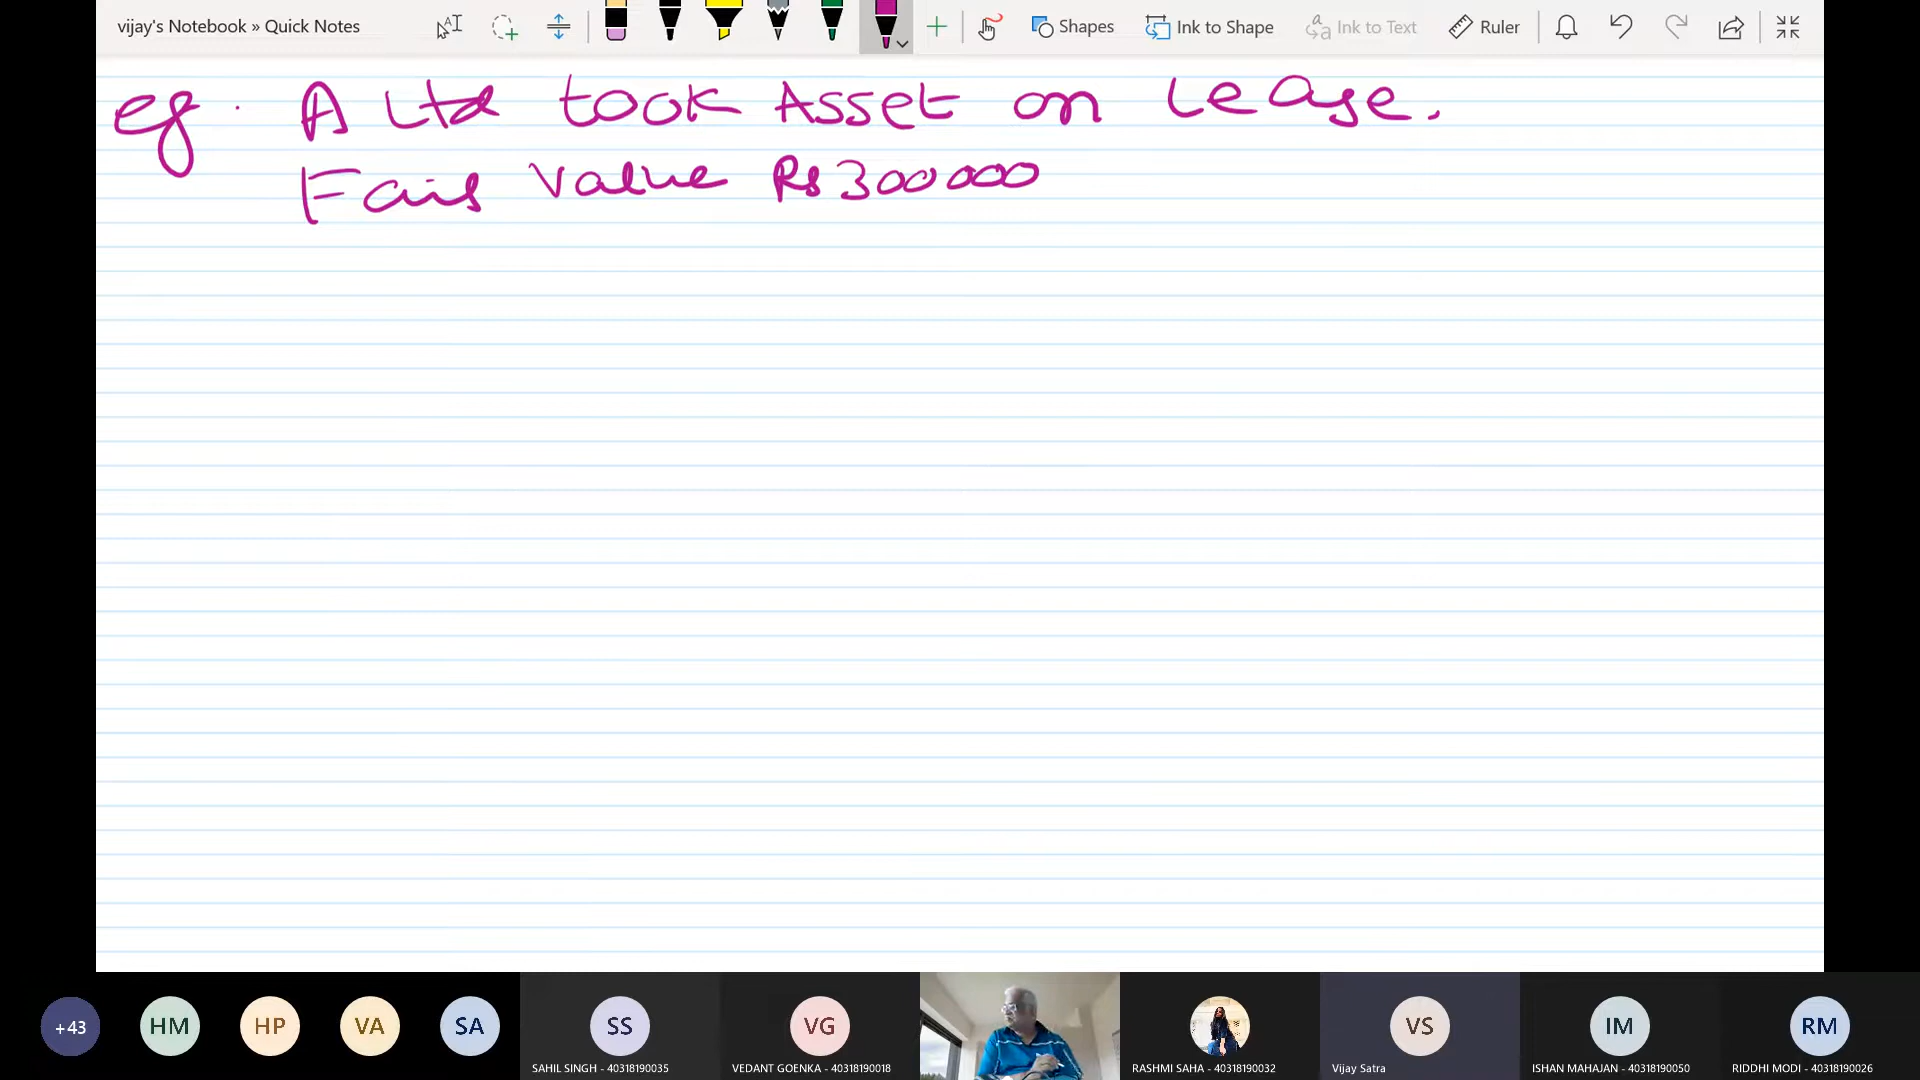 vijay's Notebook » Quick Notes
Shapes
Ink to Shape
Ink to Text
Ruler
eg. A Ltd took Asset on Lease.
Fair Value Rs 300000
+43
HM
HP
VA
SA
SS
VG
VS
IM
RM
SAHIL SINGH - 40318190035
VEDANT GOENKA - 40318190018
RASHMI SAHA - 40318190032
Vijay Satra
ISHAN MAHAJAN - 40318190050
RIDDHI MODI - 40318190026